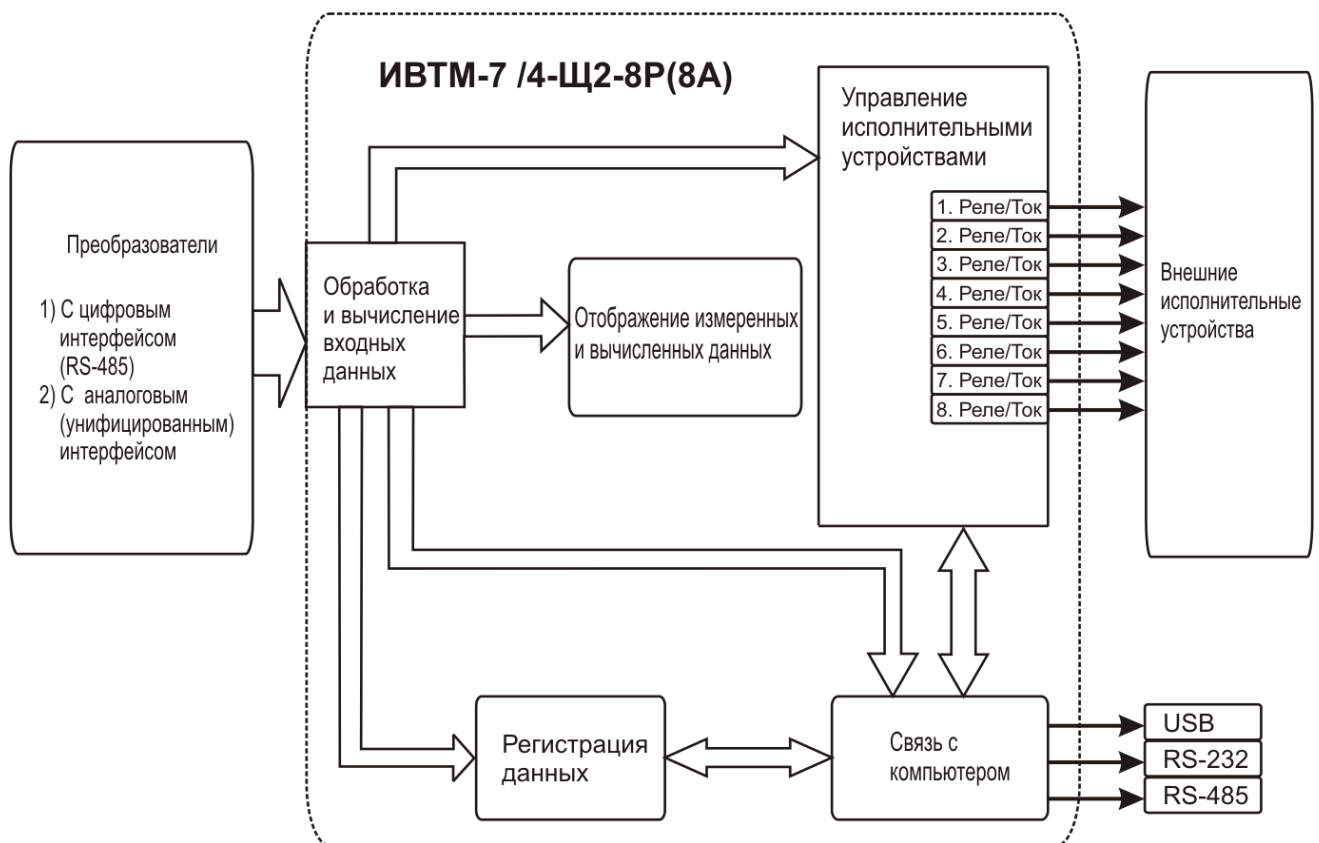 ИВТМ-7 /4-Щ2-8Р(8А)
Преобразователи
1) С цифровым
интерфейсом
(RS-485)
2) С аналоговым
(унифицированным)
интерфейсом
Обработка
и вычисление
входных
данных
Отображение измеренных
и вычисленных данных
Управление
исполнительными
устройствами
1. Реле/Ток
2. Реле/Ток
3. Реле/Ток
4. Реле/Ток
5. Реле/Ток
6. Реле/Ток
7. Реле/Ток
8. Реле/Ток
Внешние
исполнительные
устройства
Регистрация
данных
Связь с
компьютером
USB
RS-232
RS-485